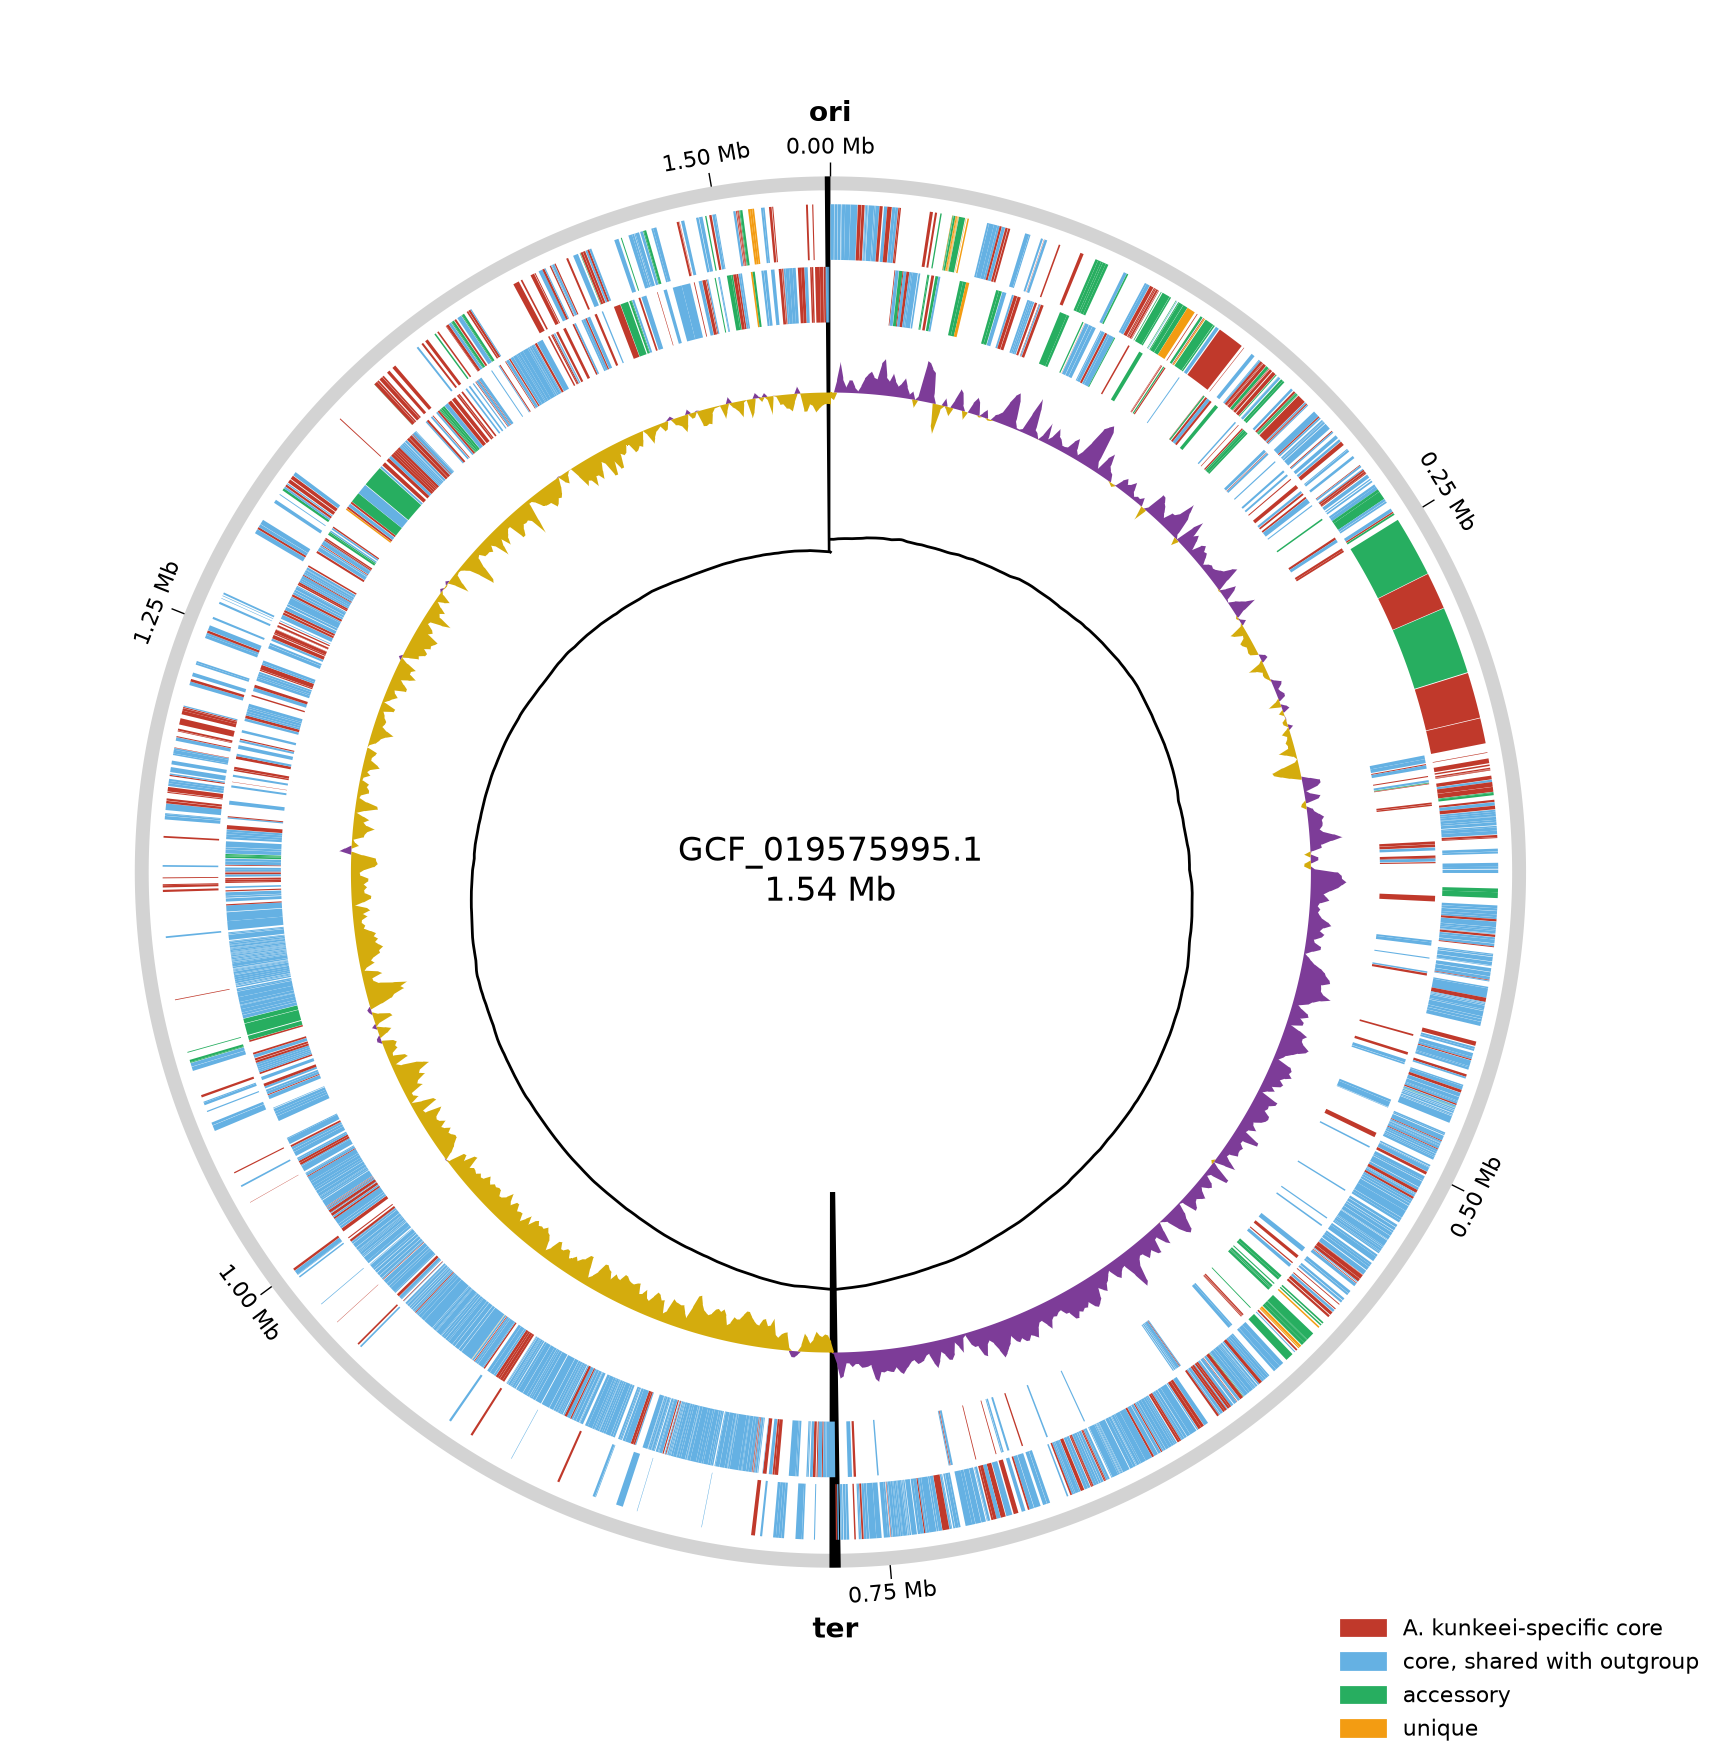 ori
0.00 Mb
1.50 Mb
0.25 Mb
1.25 Mb
GCF_019575995.1
1.54 Mb
0.50 Mb
1.00 Mb
0.75 Mb
ter
A. kunkeei-specific core
core, shared with outgroup
accessory
unique